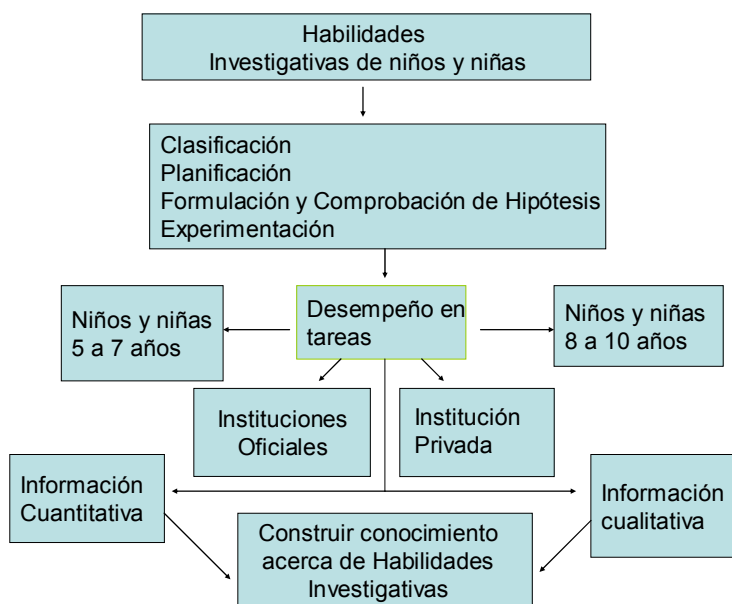 Habilidades
Investigativas de niños y niñas
Clasificación
Planificación
Formulación y Comprobación de Hipótesis
Experimentación
Niños y niñas
5 a 7 años
Desempeño en
tareas
Niños y niñas
8 a 10 años
Instituciones
Oficiales
Institución
Privada
Información
Cuantitativa
Información
cualitativa
Construir conocimiento
acerca de Habilidades
Investigativas